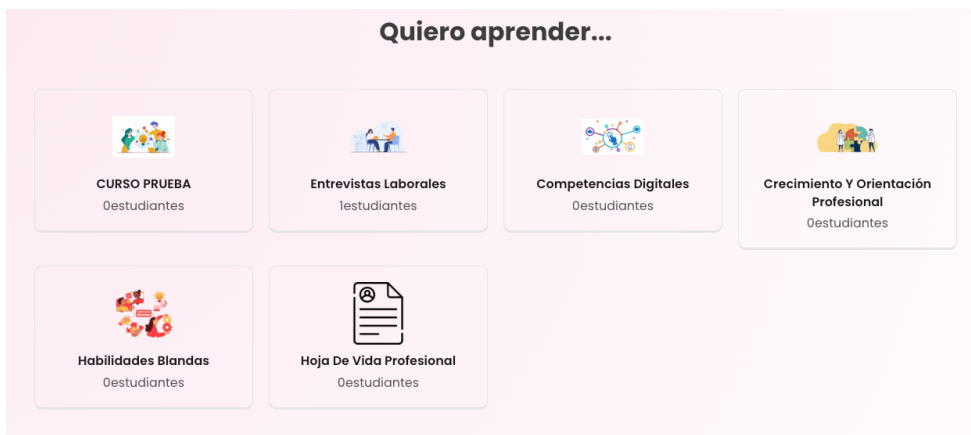 Quiero aprender...
CURSO PRUEBA
0estudiantes
Entrevistas Laborales
1estudiantes
Competencias Digitales
0estudiantes
Crecimiento Y Orientación
Profesional
0estudiantes
Habilidades Blandas
0estudiantes
Hoja De Vida Profesional
0estudiantes